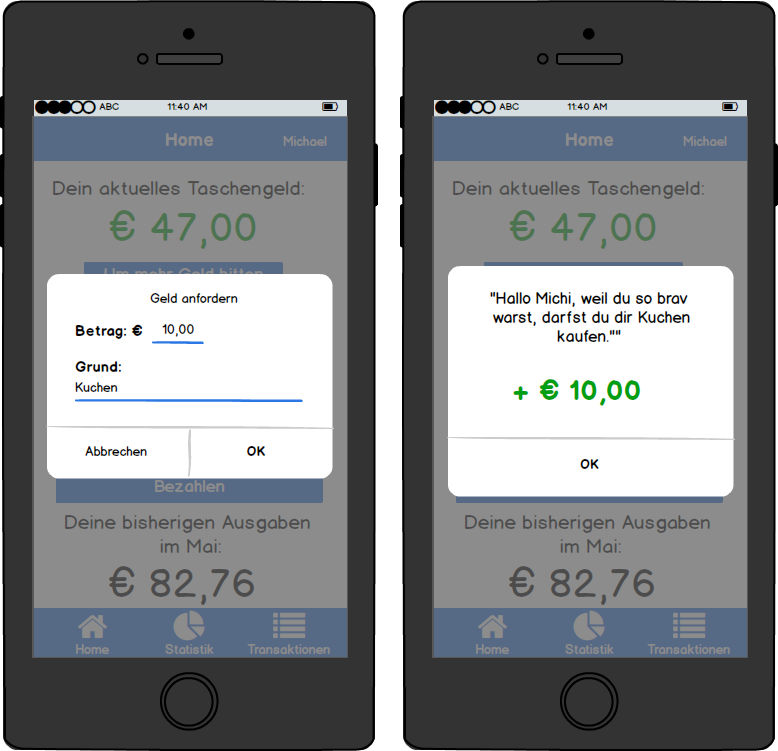 ABC 11:40 AM
Home Michael
Dein aktuelles Taschengeld:
€ 47,00
Um mehr Geld bitten
Geld anfordern
Betrag: € 10,00
Grund:
Kuchen
Abbrechen OK
Bezahlen
Deine bisherigen Ausgaben
im Mai:
€ 82,76
Home Statistik Transaktionen
ABC 11:40 AM
Home Michael
Dein aktuelles Taschengeld:
€ 47,00
"Hallo Michi, weil du so brav
warst, darfst du dir Kuchen
kaufen.""
+ € 10,00
OK
Deine bisherigen Ausgaben
im Mai:
€ 82,76
Home Statistik Transaktionen